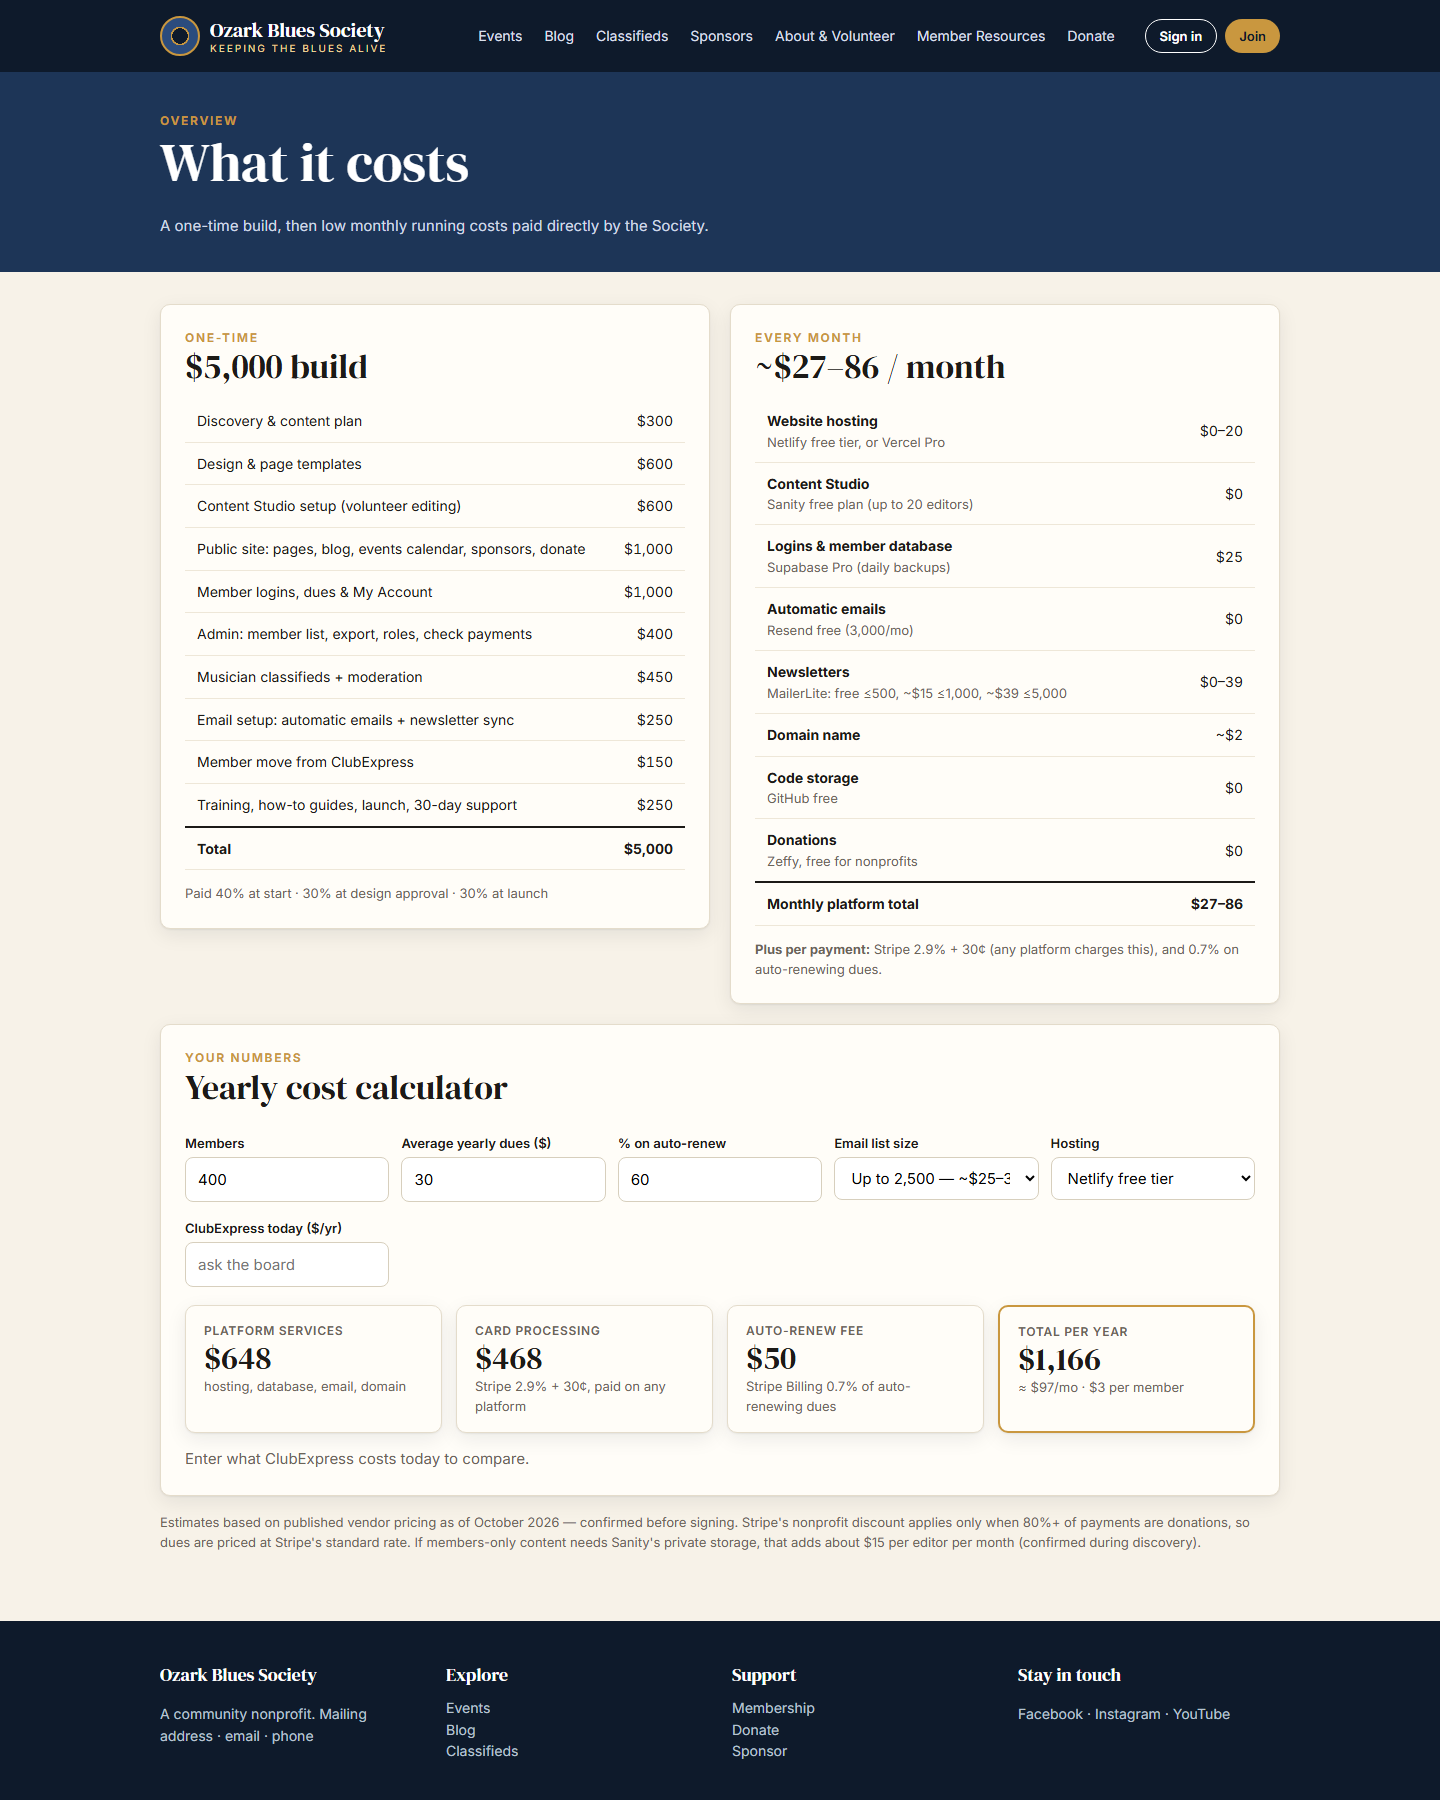 Ozark Blues Society
KEEPING THE BLUES ALIVE
Events
Blog
Classifieds
Sponsors
About & Volunteer
Member Resources
Donate
Sign in
Join
OVERVIEW
What it costs
A one-time build, then low monthly running costs paid directly by the Society.
ONE-TIME
$5,000 build
Discovery & content plan $300
Design & page templates $600
Content Studio setup (volunteer editing) $600
Public site: pages, blog, events calendar, sponsors, donate $1,000
Member logins, dues & My Account $1,000
Admin: member list, export, roles, check payments $400
Musician classifieds + moderation $450
Email setup: automatic emails + newsletter sync $250
Member move from ClubExpress $150
Training, how-to guides, launch, 30-day support $250
Total $5,000
Paid 40% at start · 30% at design approval · 30% at launch
EVERY MONTH
~$27–86 / month
Website hosting
Netlify free tier, or Vercel Pro
$0–20
Content Studio
Sanity free plan (up to 20 editors)
$0
Logins & member database
Supabase Pro (daily backups)
$25
Automatic emails
Resend free (3,000/mo)
$0
Newsletters
MailerLite: free ≤500, ~$15 ≤1,000, ~$39 ≤5,000
$0–39
Domain name ~$2
Code storage
GitHub free
$0
Donations
Zeffy, free for nonprofits
$0
Monthly platform total $27–86
Plus per payment: Stripe 2.9% + 30¢ (any platform charges this), and 0.7% on
auto-renewing dues.
YOUR NUMBERS
Yearly cost calculator
Members
400
Average yearly dues ($)
30
% on auto-renew
60
Email list size
Up to 2,500 — ~$25–3
Hosting
Netlify free tier
ClubExpress today ($/yr)
ask the board
PLATFORM SERVICES
$648
hosting, database, email, domain
CARD PROCESSING
$468
Stripe 2.9% + 30¢, paid on any
platform
AUTO-RENEW FEE
$50
Stripe Billing 0.7% of auto-
renewing dues
TOTAL PER YEAR
$1,166
≈ $97/mo · $3 per member
Enter what ClubExpress costs today to compare.
Estimates based on published vendor pricing as of October 2026 — confirmed before signing. Stripe's nonprofit discount applies only when 80%+ of payments are donations, so
dues are priced at Stripe's standard rate. If members-only content needs Sanity's private storage, that adds about $15 per editor per month (confirmed during discovery).
Ozark Blues Society
A community nonprofit. Mailing
address · email · phone
Explore
Events
Blog
Classifieds
Support
Membership
Donate
Sponsor
Stay in touch
Facebook · Instagram · YouTube